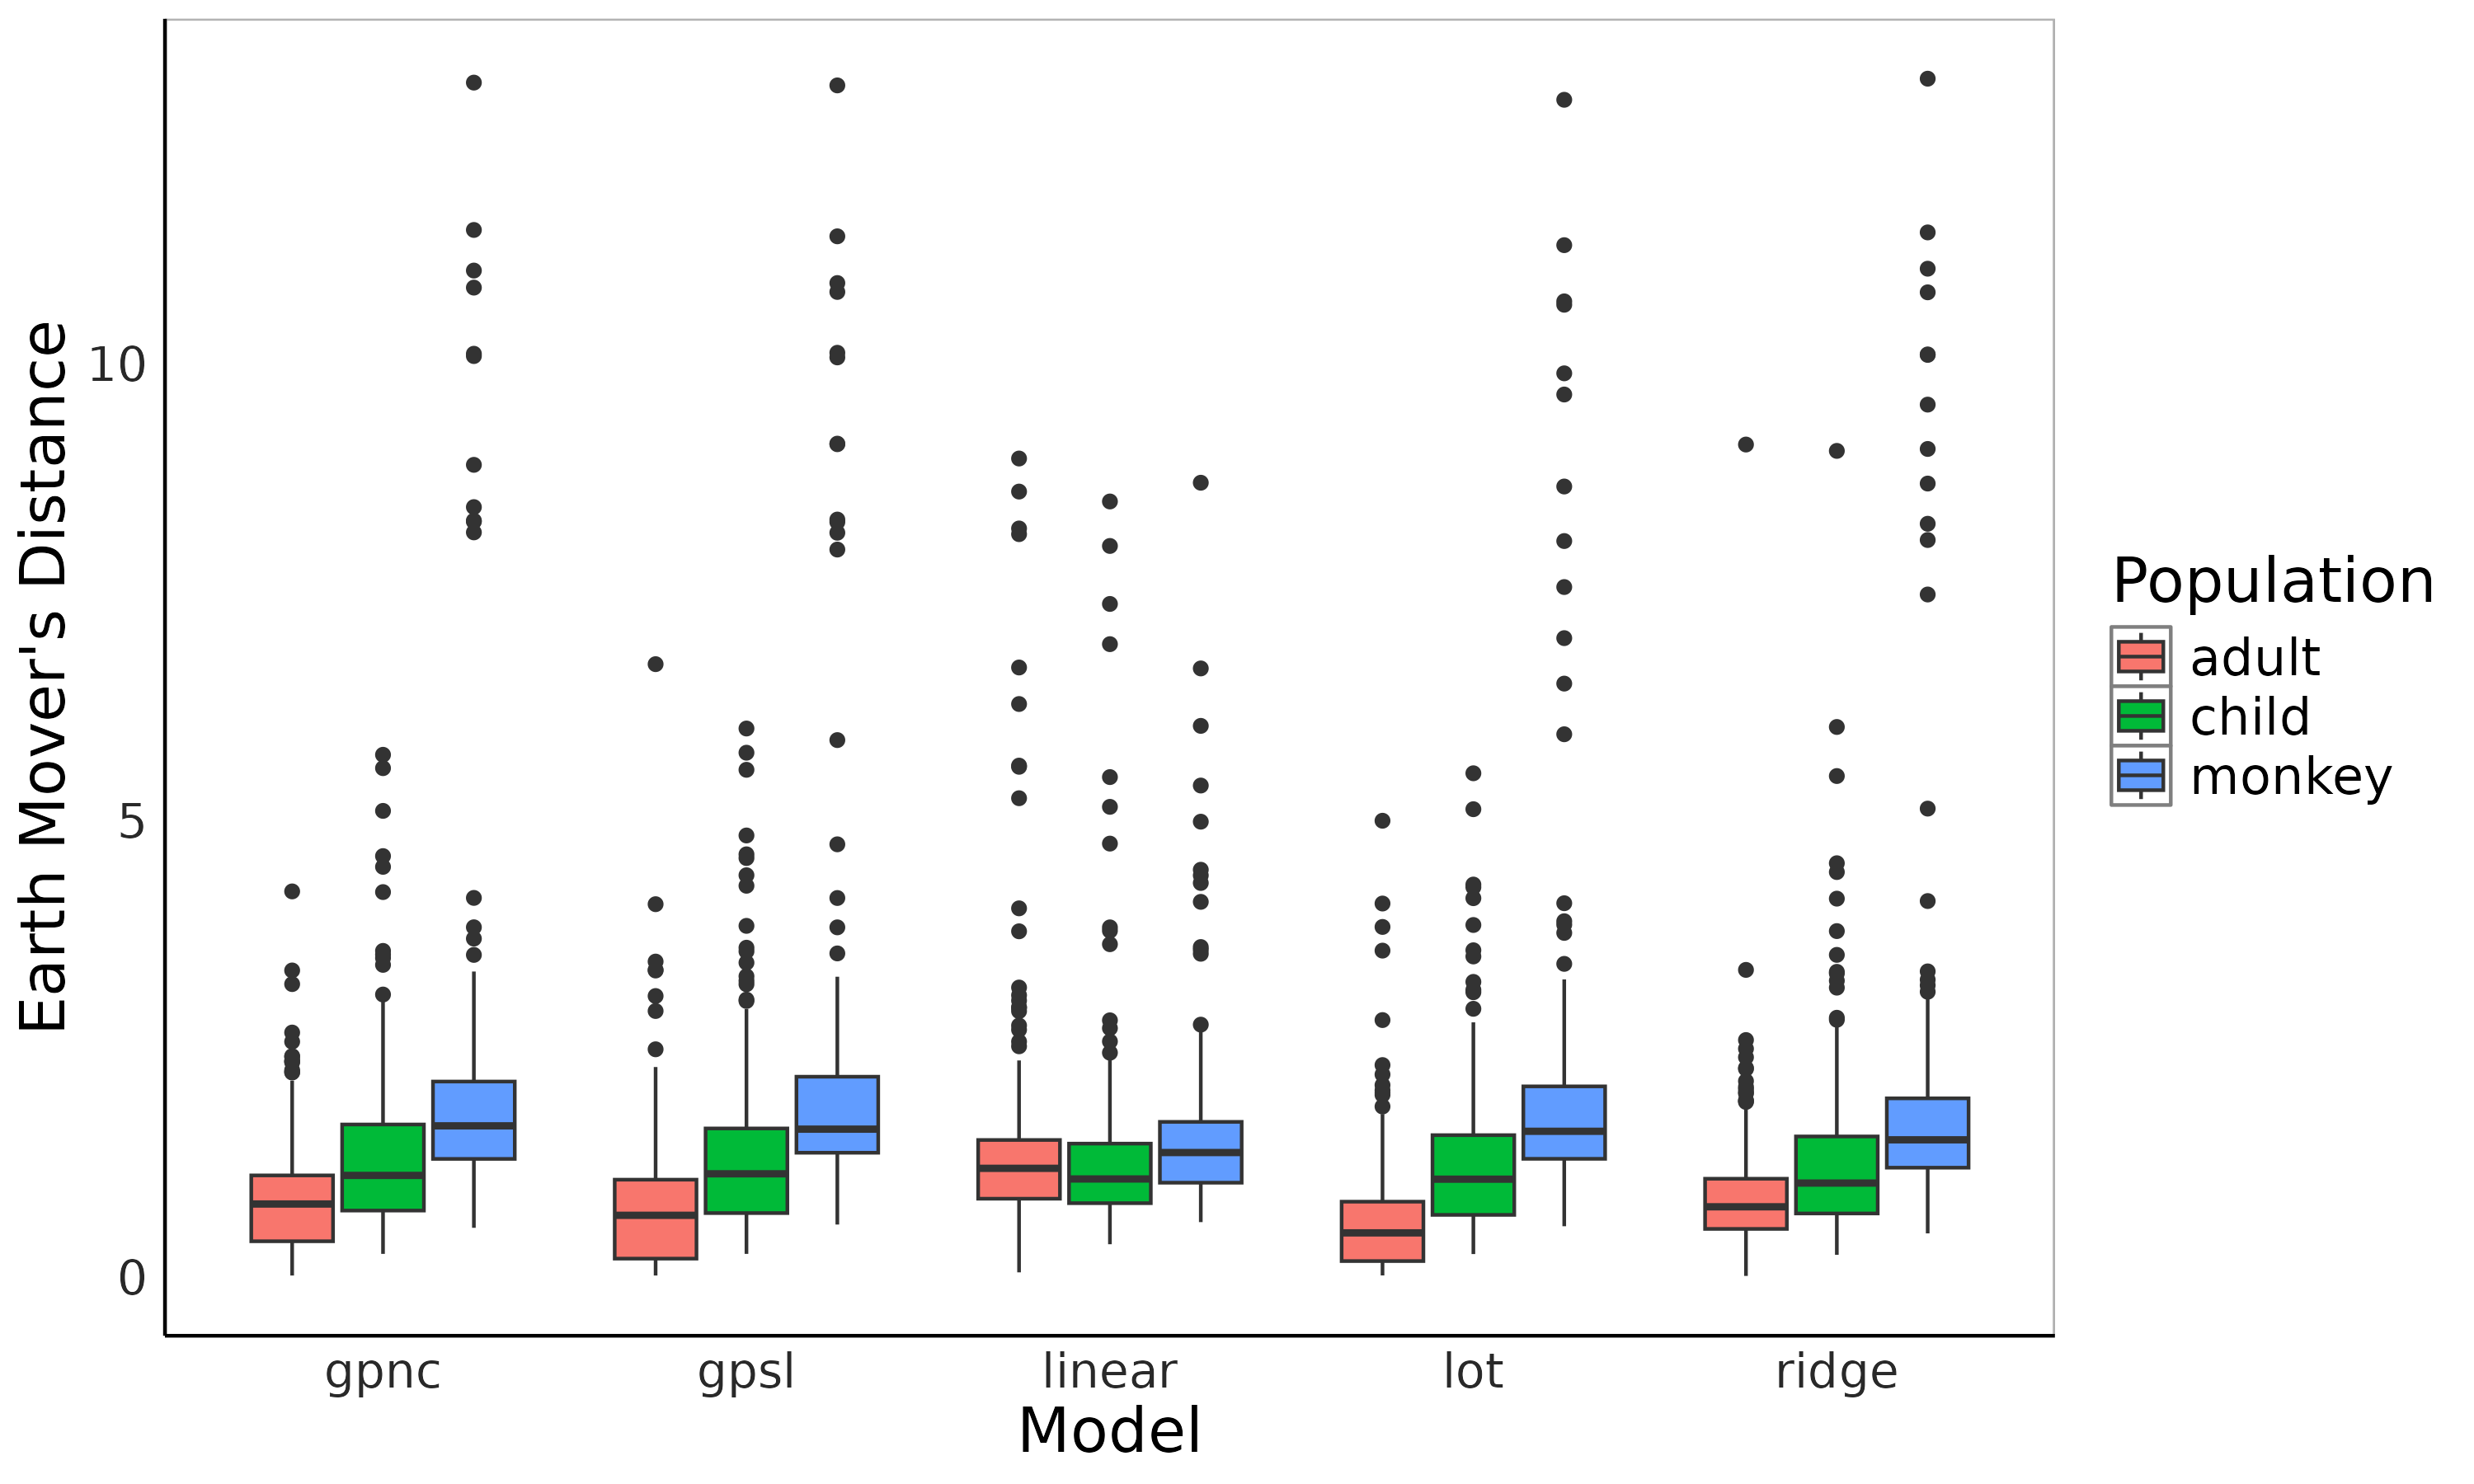 Earth Mover's Distance
10
5
0
gpnc
gpsl
linear
lot
ridge
Model
Population
adult
child
monkey